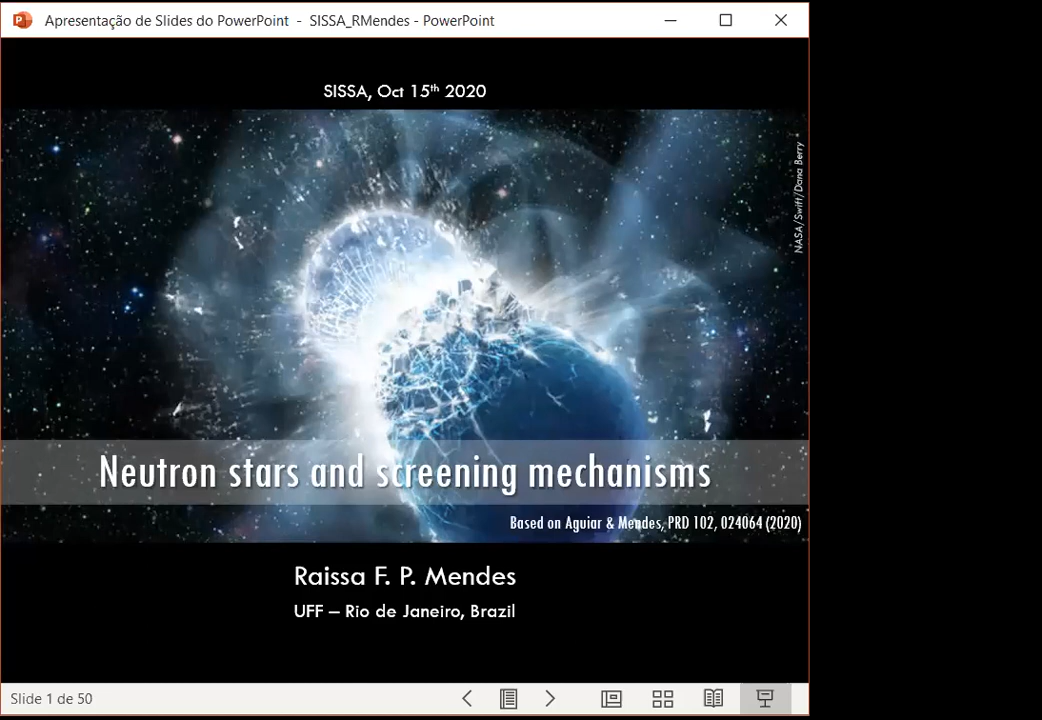 Apresentação de Slides do PowerPoint - SISSA_RMendes - PowerPoint
SISSA, Oct 15th 2020
NASA/Swift/Dana Berry
Neutron stars and screening mechanisms
Based on Aguiar & Mendes, PRD 102, 024064 (2020)
Raissa F. P. Mendes
UFF – Rio de Janeiro, Brazil
Slide 1 de 50